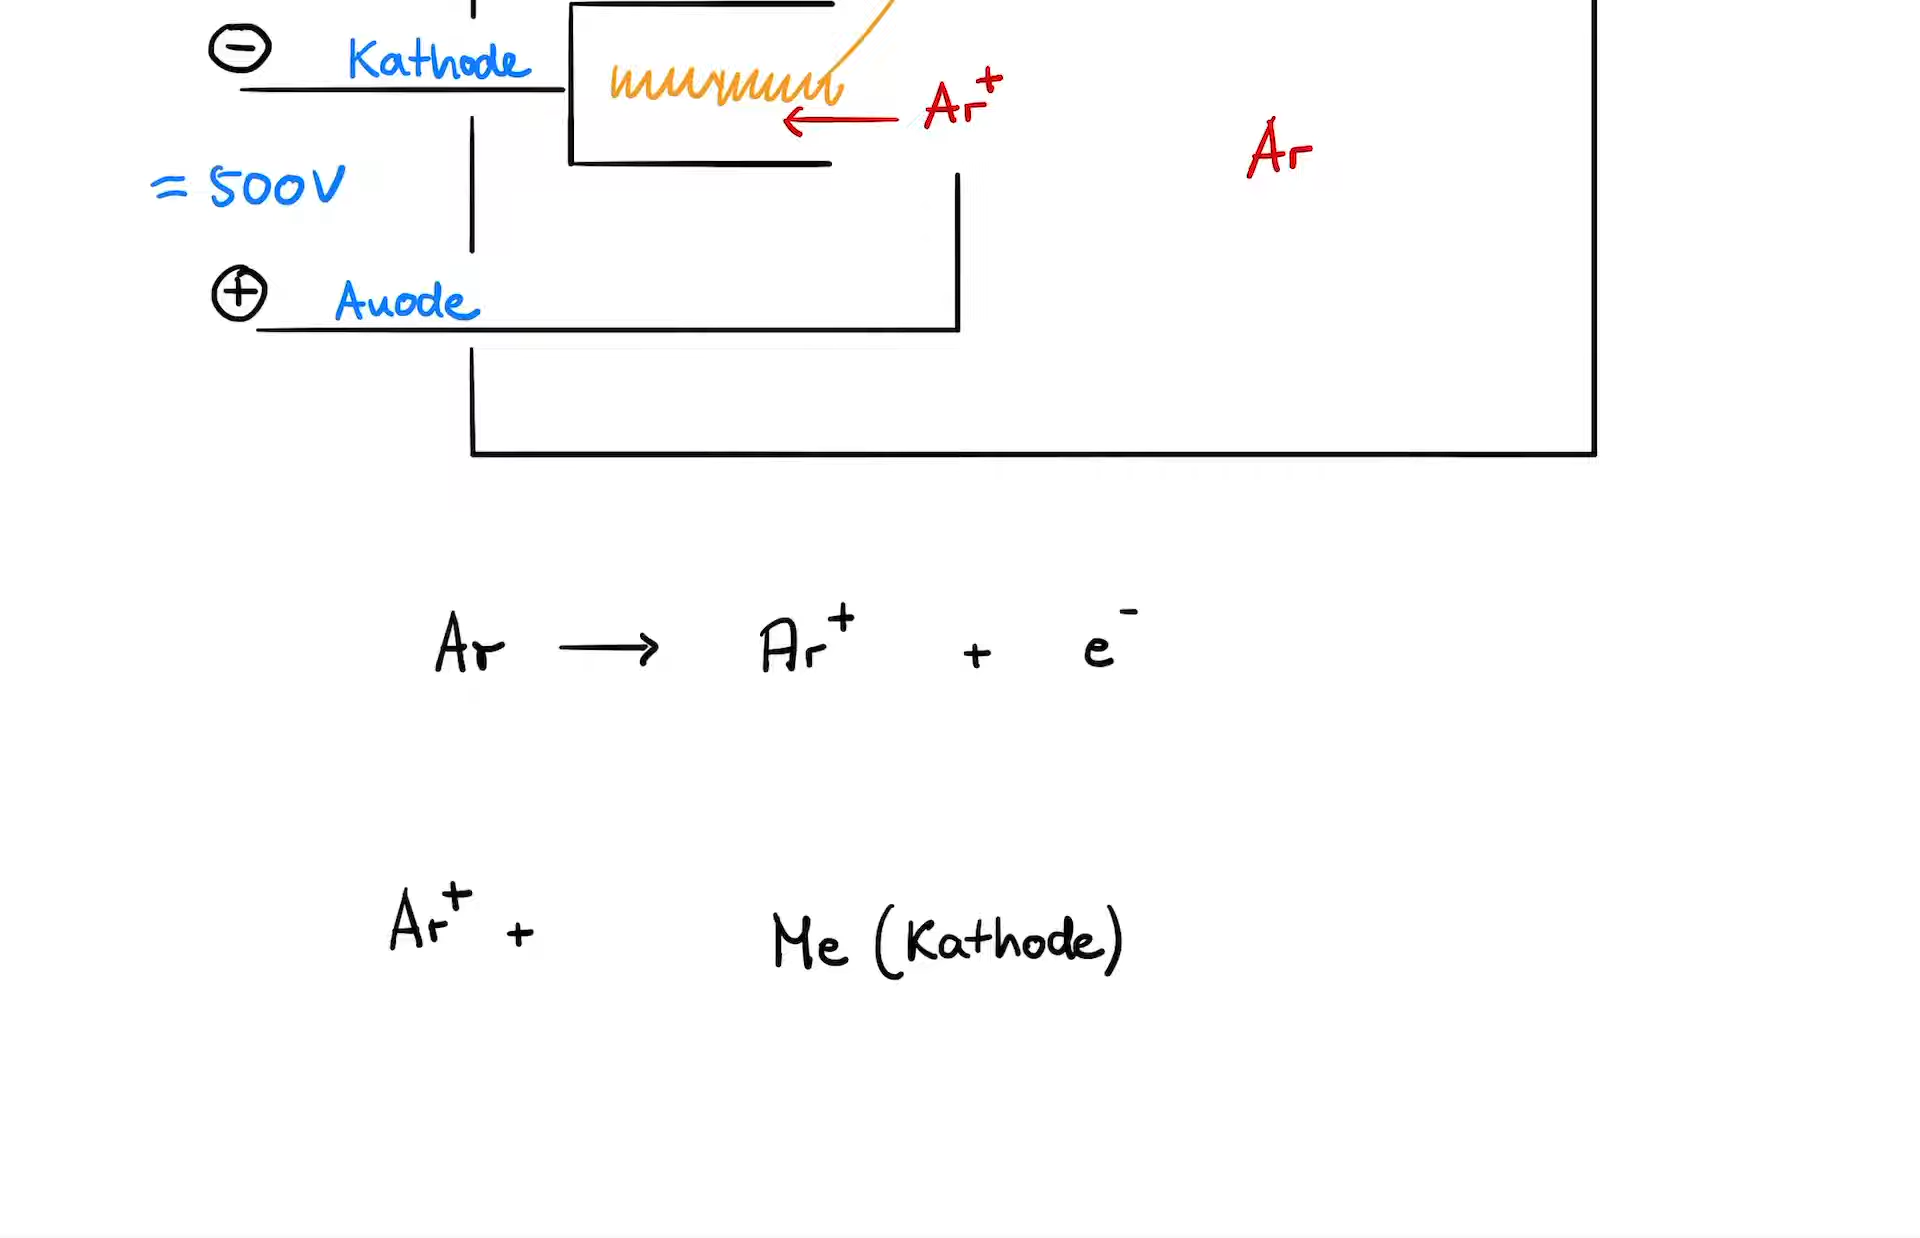 ⊖ Kathode
Ar⁺
Ar
= 500V
⊕ Anode
Ar → Ar⁺ + e⁻
Ar⁺ + Me (Kathode)